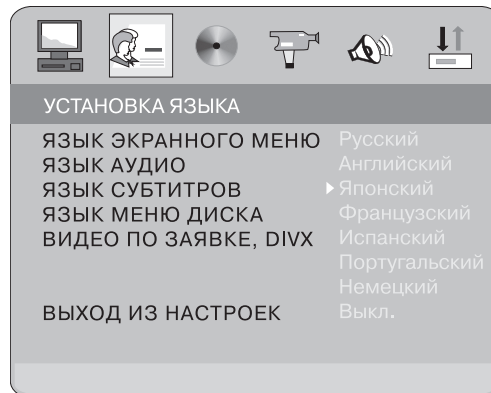 УСТАНОВКА ЯЗЫКА
ЯЗЫК ЭКРАННОГО МЕНЮ Русский
ЯЗЫК АУДИО Английский
ЯЗЫК СУБТИТРОВ Японский
ЯЗЫК МЕНЮ ДИСКА Французский
ВИДЕО ПО ЗАЯВКЕ, DIVX Испанский
Португальский
Немецкий
ВЫХОД ИЗ НАСТРОЕК Выкл.